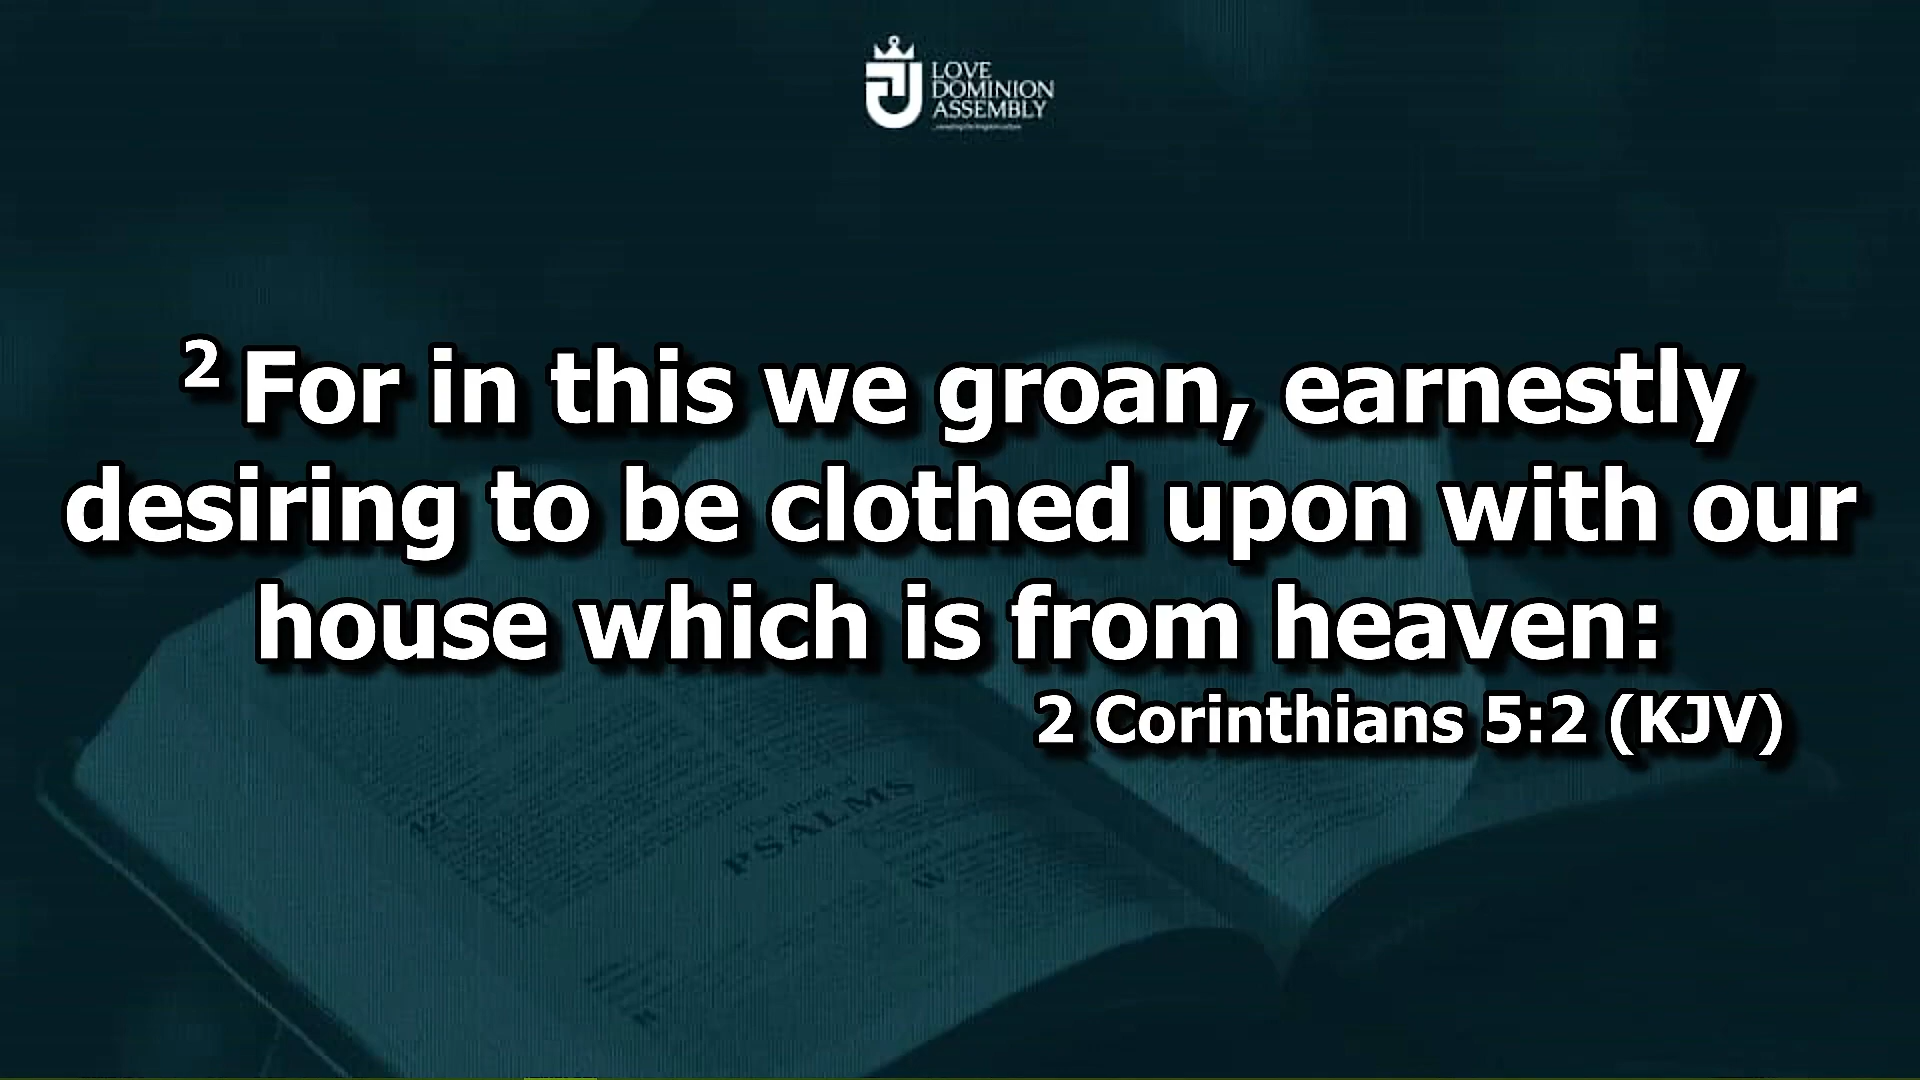 LOVE
DOMINION
ASSEMBLY
2 For in this we groan, earnestly
desiring to be clothed upon with our
house which is from heaven:
2 Corinthians 5:2 (KJV)
PSALMS